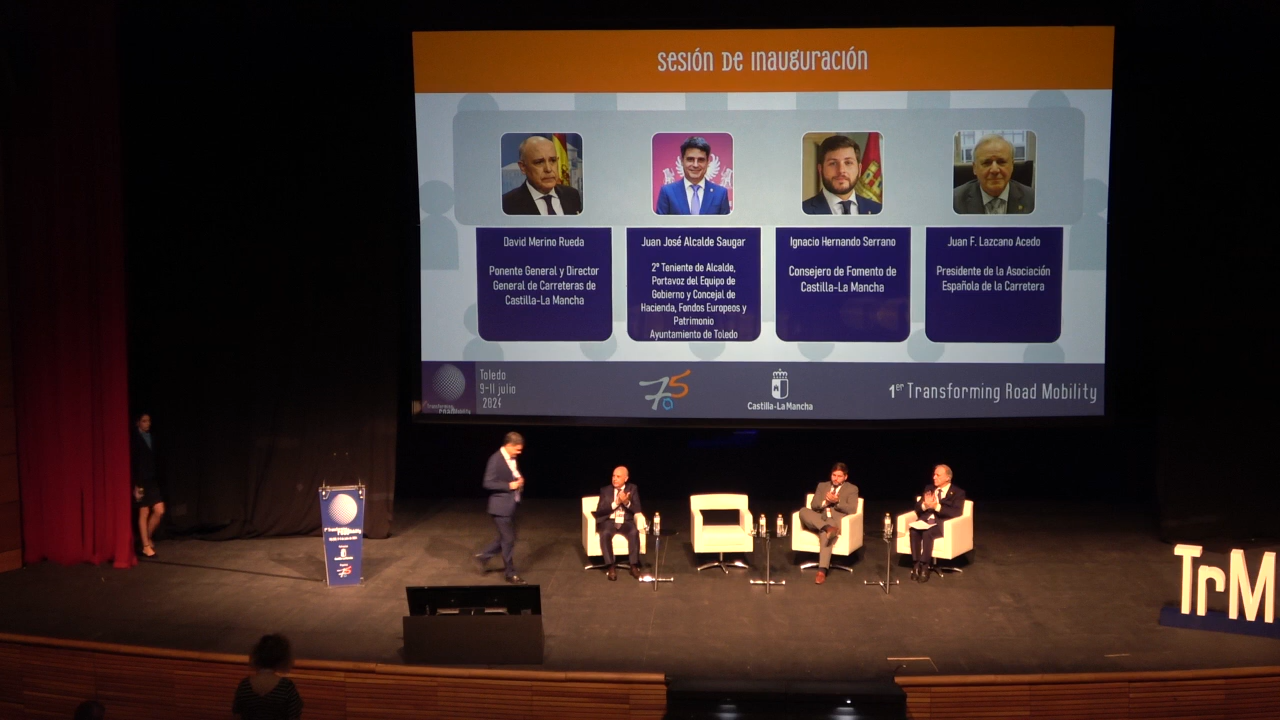 sesión de inauguración
David Merino Rueda
Ponente General y Director
General de Carreteras de
Castilla-La Mancha
Juan José Alcalde Saugar
2º Teniente de Alcalde,
Portavoz del Equipo de
Gobierno y Concejal de
Hacienda, Fondos Europeos y
Patrimonio
Ayuntamiento de Toledo
Ignacio Hernando Serrano
Consejero de Fomento de
Castilla-La Mancha
Juan F. Lazcano Acedo
Presidente de la Asociación
Española de la Carretera
Transforming
Toledo
9-11 julio
2024
75
Castilla-La Mancha
1er Transforming Road Mobility
TrM